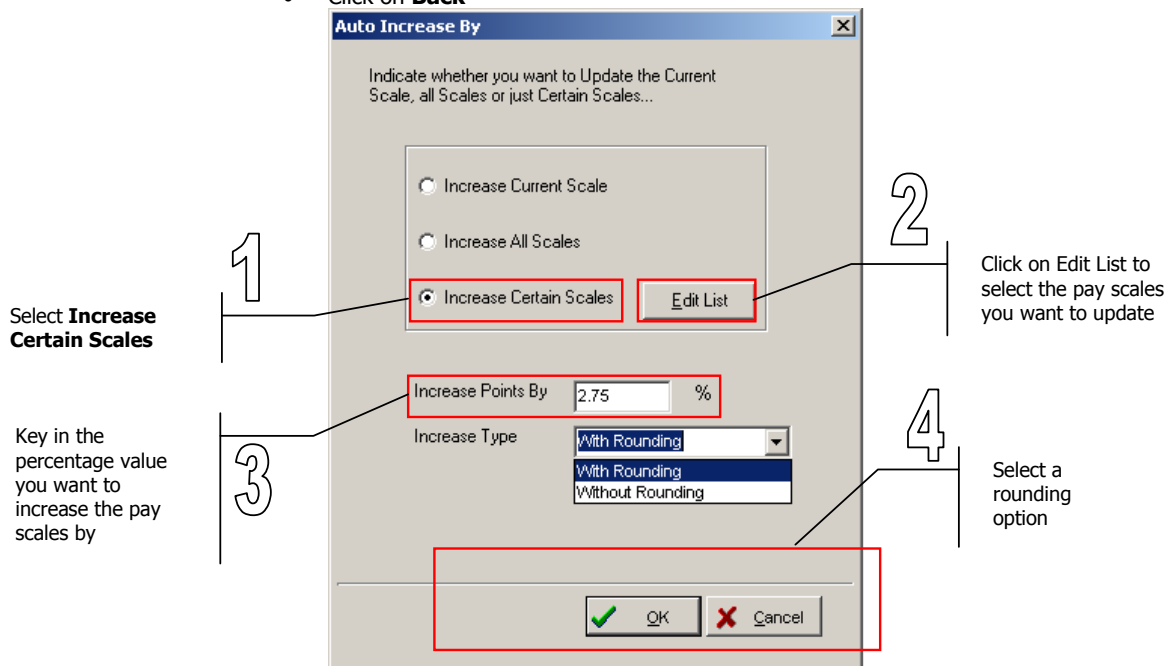 Click on Back
Auto Increase By
Indicate whether you want to Update the Current
Scale, all Scales or just Certain Scales...
Increase Current Scale
Increase All Scales
Increase Certain Scales
Edit List
1
Select Increase
Certain Scales
2
Click on Edit List to
select the pay scales
you want to update
Increase Points By
2.75
%
Increase Type
With Rounding
With Rounding
Without Rounding
3
Key in the
percentage value
you want to
increase the pay
scales by
4
Select a
rounding
option
OK
Cancel